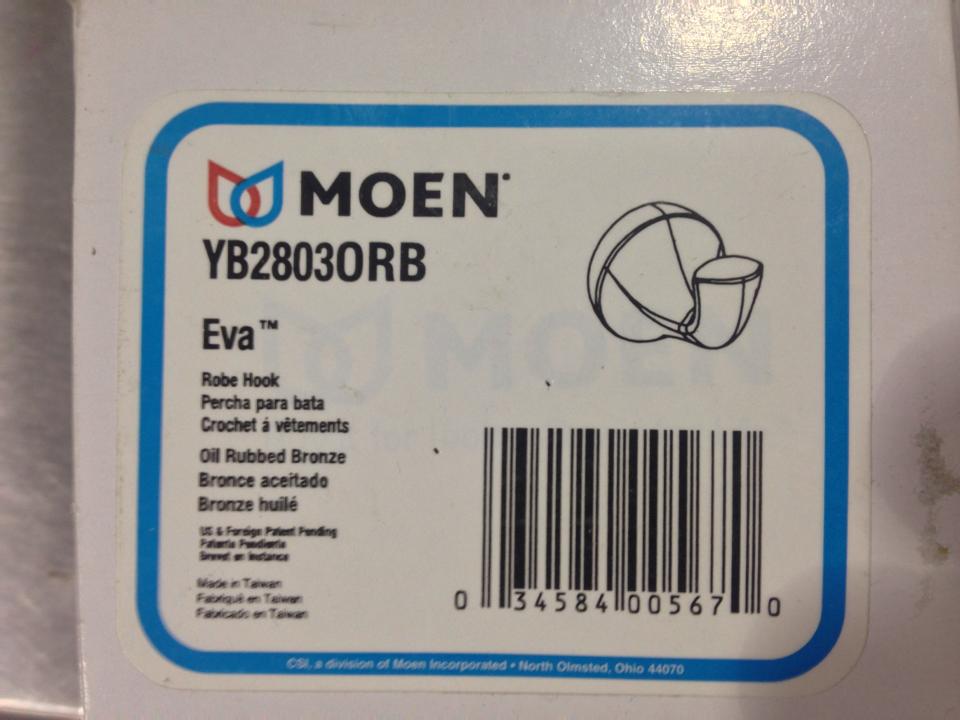 MOEN
YB2803ORB
Eva™
Robe Hook
Percha para bata
Crochet á vêtements
Oil Rubbed Bronze
Bronce aceitado
Bronze huilé
US & Foreign Patent Pending
Patente Pendiente
Brevet en instance
Made in Taiwan
Fabriqué en Taiwan
Fabricado en Taiwan
0 34584 00567 0
CSI, a division of Moen Incorporated • North Olmsted, Ohio 44070
MOEN
for